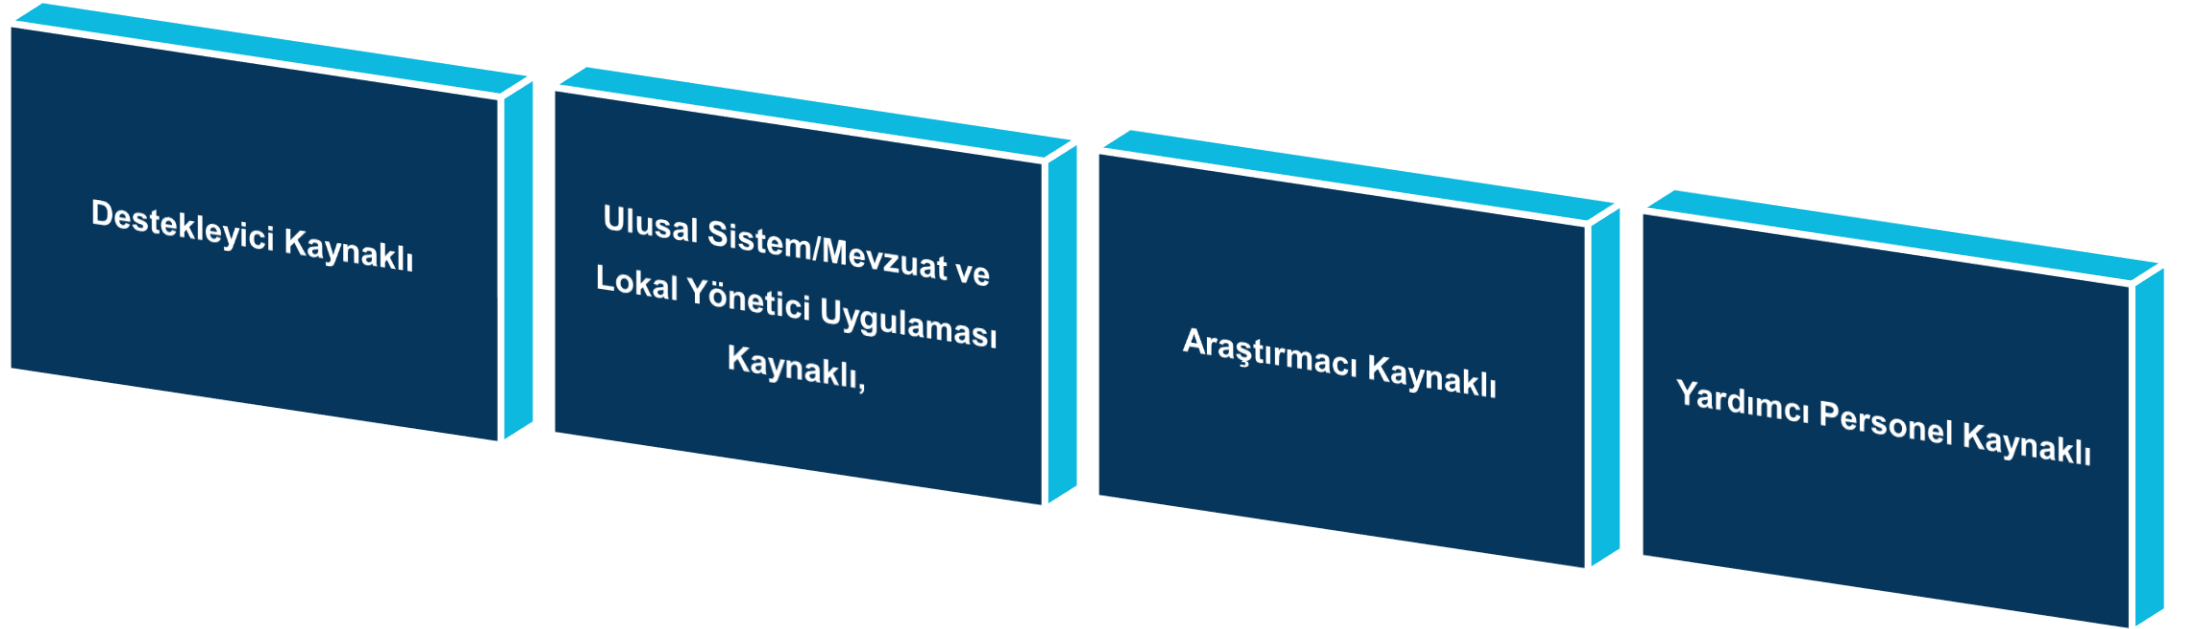 Destekleyici Kaynaklı
Ulusal Sistem/Mevzuat ve
Lokal Yönetici Uygulaması
Kaynaklı,
Araştırmacı Kaynaklı
Yardımcı Personel Kaynaklı